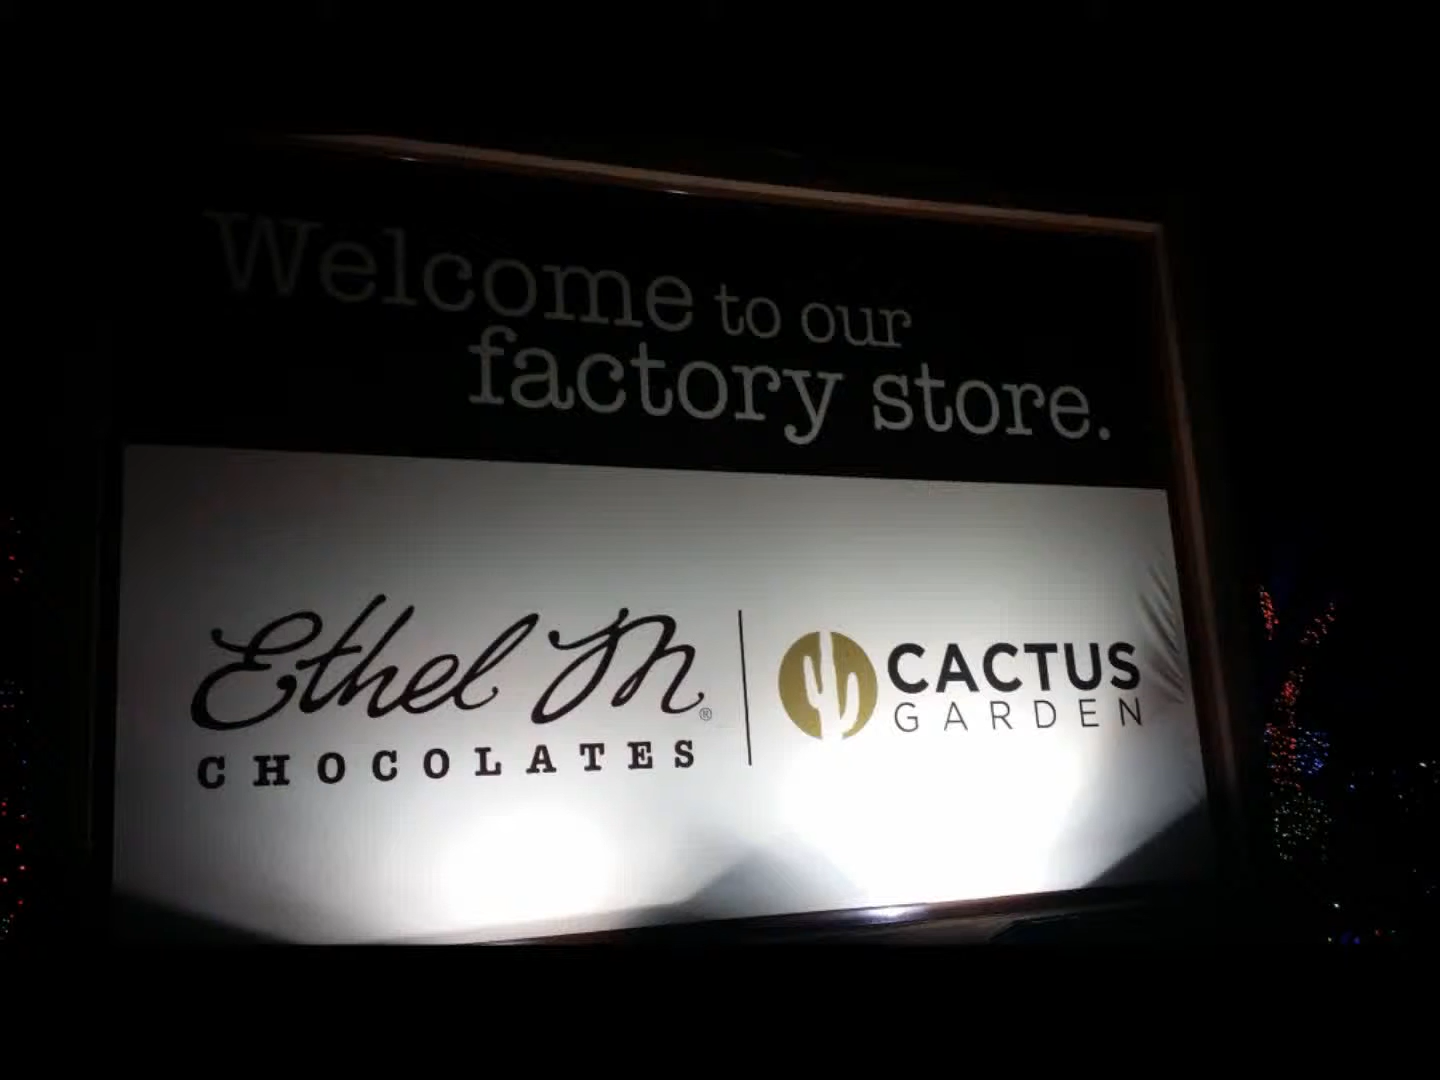 Welcome to our
factory store.
Ethel M®
CHOCOLATES
CACTUS
GARDEN